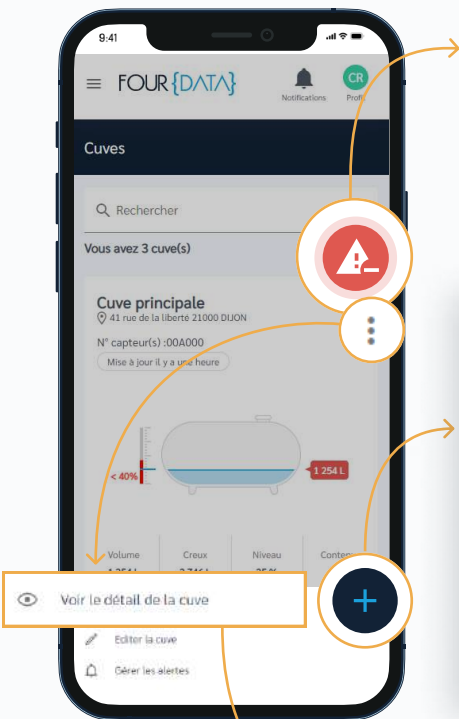 9:41
FOUR{DATA}
CR
Notifications
Profil
Cuves
Rechercher
Vous avez 3 cuve(s)
Cuve principale
41 rue de la liberté 21000 DIJON
N° capteur(s) :00A000
Mise à jour il y a une heure
< 40%
1 254 L
Volume
Creux
Niveau
Voir le détail de la cuve
Editer la cuve
Gérer les alertes